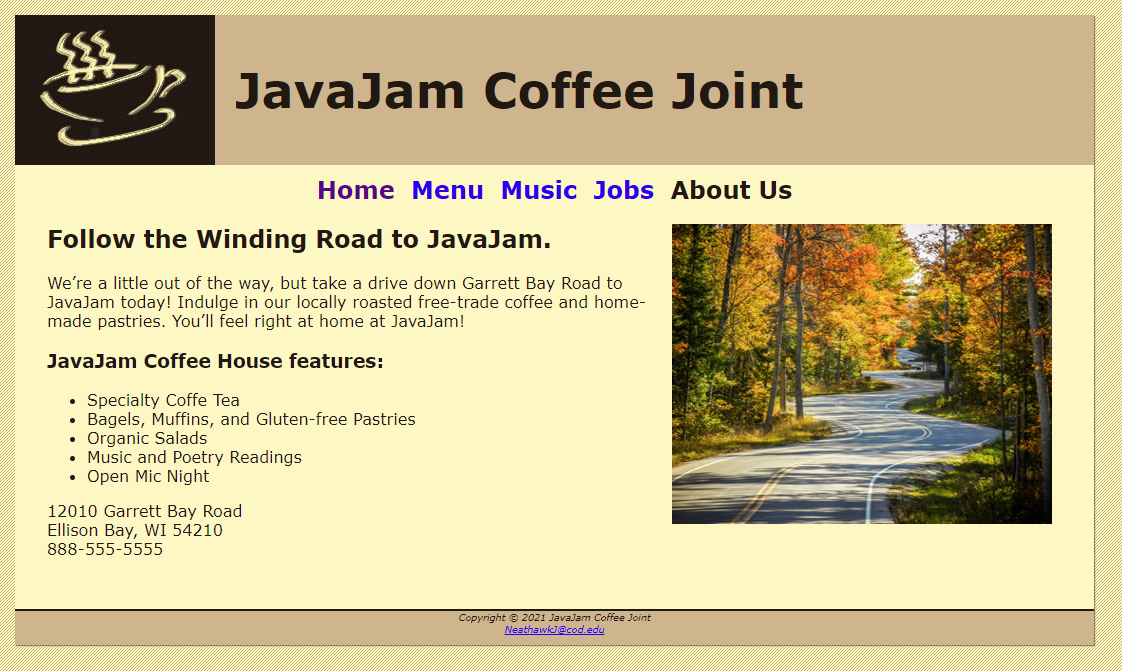 JavaJam Coffee Joint
Home Menu Music Jobs About Us
Follow the Winding Road to JavaJam.
We’re a little out of the way, but take a drive down Garrett Bay Road to
JavaJam today! Indulge in our locally roasted free-trade coffee and home-
made pastries. You’ll feel right at home at JavaJam!
JavaJam Coffee House features:
• Specialty Coffe Tea
• Bagels, Muffins, and Gluten-free Pastries
• Organic Salads
• Music and Poetry Readings
• Open Mic Night
12010 Garrett Bay Road
Ellison Bay, WI 54210
888-555-5555
Copyright © 2021 JavaJam Coffee Joint
NeathawkJ@cod.edu